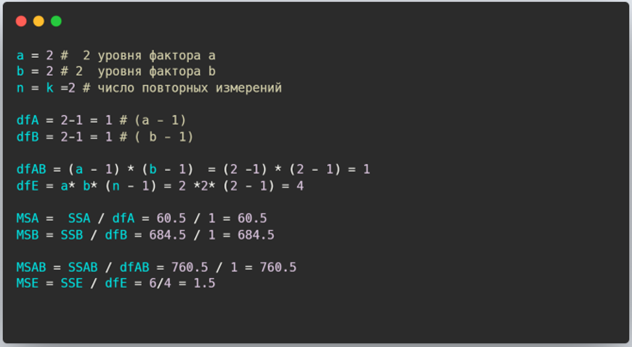 a = 2 #  2 уровня фактора a
b = 2 # 2  уровня фактора b
n = k =2 # число повторных измерений
dfA = 2-1 = 1 # (a - 1)
dfB = 2-1 = 1 # ( b - 1)
dfAB = (a - 1) * (b - 1)  = (2 -1) * (2 - 1) = 1
dfE = a* b* (n - 1) = 2 *2* (2 - 1) = 4
MSA =  SSA / dfA = 60.5 / 1 = 60.5
MSB = SSB / dfB = 684.5 / 1 = 684.5
MSAB = SSAB / dfAB = 760.5 / 1 = 760.5
MSE = SSE / dfE = 6/4 = 1.5